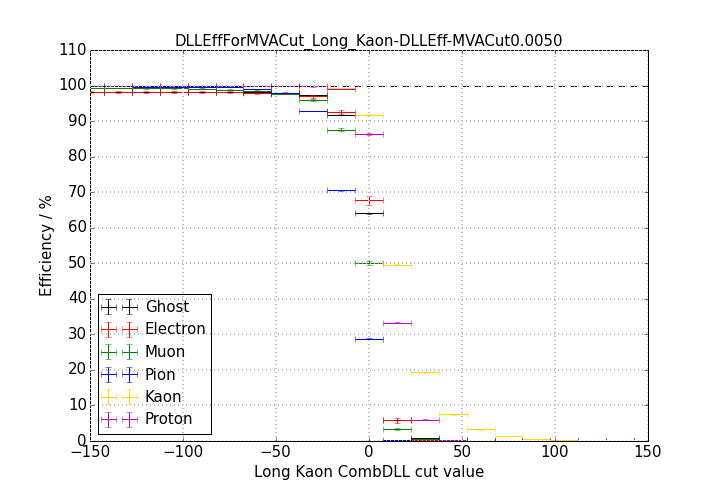 DLLEffForMVACut_Long_Kaon-DLLEff-MVACut0.0050
110
100
90
80
70
60
50
40
30
20
10
0
Efficiency / %
Ghost
Electron
Muon
Pion
Kaon
Proton
−150 −100 −50 0 50 100 150
Long Kaon CombDLL cut value